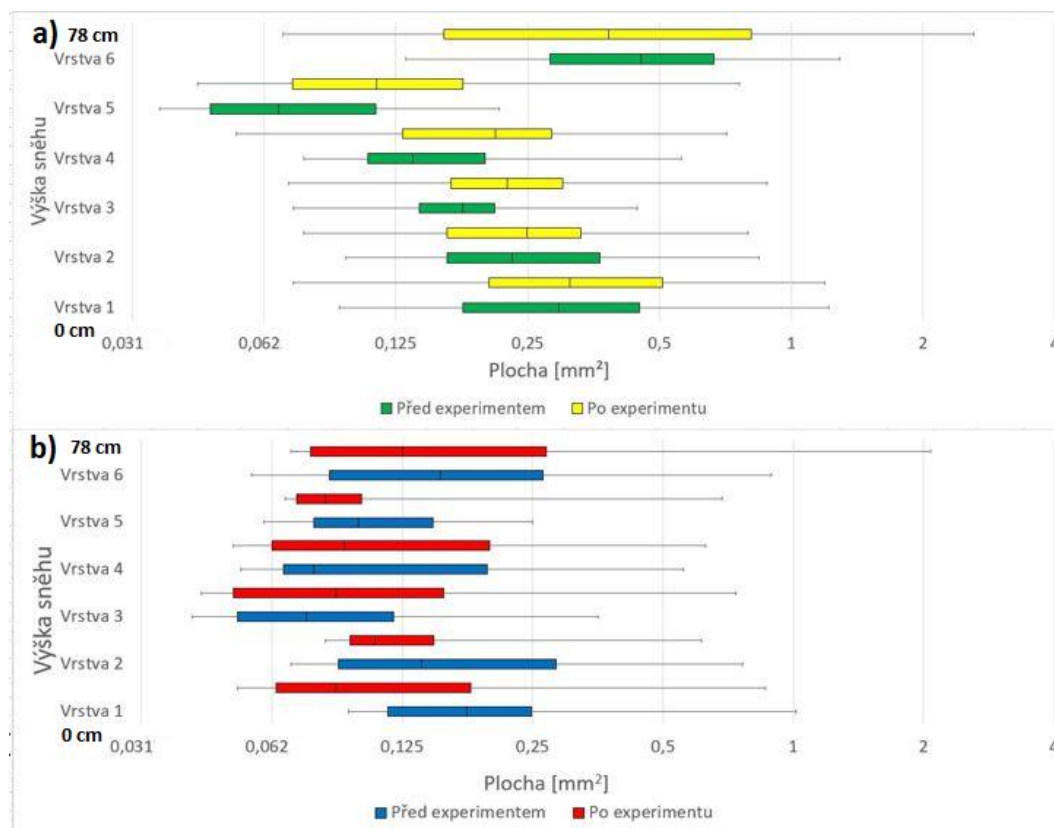 a) 78 cm
Vrstva 6
Vrstva 5
Vrstva 4
Vrstva 3
Vrstva 2
Vrstva 1
0 cm
Výška sněhu
0,031 0,062 0,125 0,25 0,5 1 2 4
Plocha [mm²]
Před experimentem Po experimentu
b) 78 cm
Vrstva 6
Vrstva 5
Vrstva 4
Vrstva 3
Vrstva 2
Vrstva 1
0 cm
Výška sněhu
0,031 0,062 0,125 0,25 0,5 1 2 4
Plocha [mm²]
Před experimentem Po experimentu